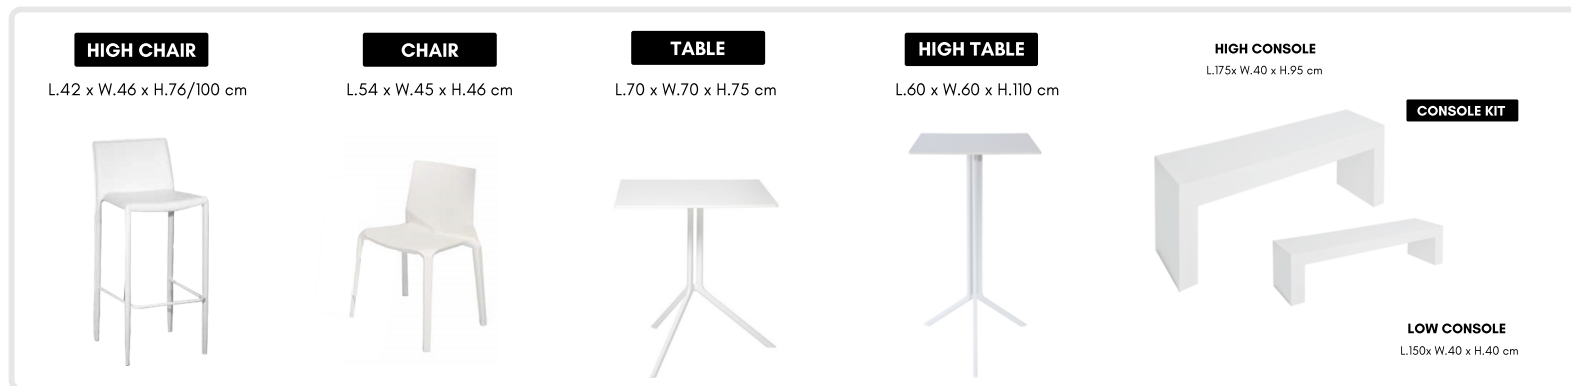 HIGH CHAIR
L.42 x W.46 x H.76/100 cm
CHAIR
L.54 x W.45 x H.46 cm
TABLE
L.70 x W.70 x H.75 cm
HIGH TABLE
L.60 x W.60 x H.110 cm
HIGH CONSOLE
L.175x W.40 x H.95 cm
CONSOLE KIT
LOW CONSOLE
L.150x W.40 x H.40 cm